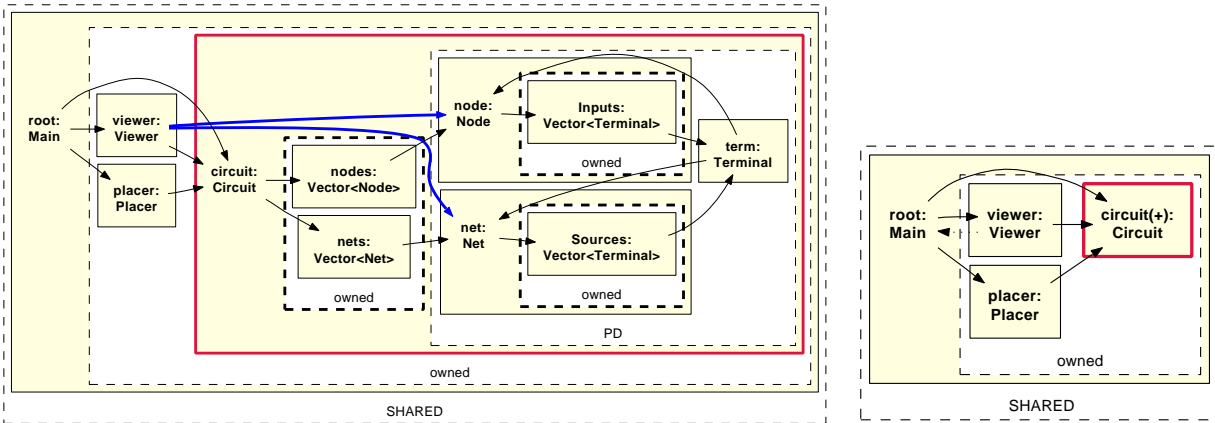 root:
Main
viewer:
Viewer
placer:
Placer
circuit:
Circuit
nodes:
Vector<Node>
nets:
Vector<Net>
owned
node:
Node
Inputs:
Vector<Terminal>
owned
term:
Terminal
net:
Net
Sources:
Vector<Terminal>
owned
PD
owned
SHARED
root:
Main
viewer:
Viewer
circuit(+):
Circuit
placer:
Placer
owned
SHARED